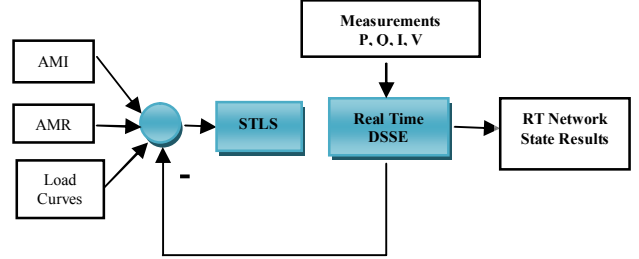 Measurements
P, Q, I, V
AMI
AMR
Load
Curves
STLS
-
Real Time
DSSE
RT Network
State Results